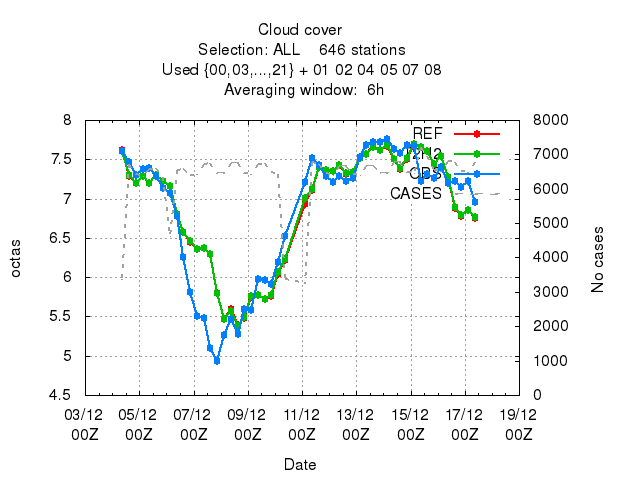 Cloud cover
Selection: ALL    646 stations
Used {00,03,...,21} + 01 02 04 05 07 08
Averaging window:  6h
8
7.5
7
6.5
6
5.5
5
4.5
octas
8000
7000
6000
5000
4000
3000
2000
1000
0
No cases
REF
OBS
CASES
03/12 05/12 07/12 09/12 11/12 13/12 15/12 17/12 19/12
00Z 00Z 00Z 00Z 00Z 00Z 00Z 00Z 00Z
Date